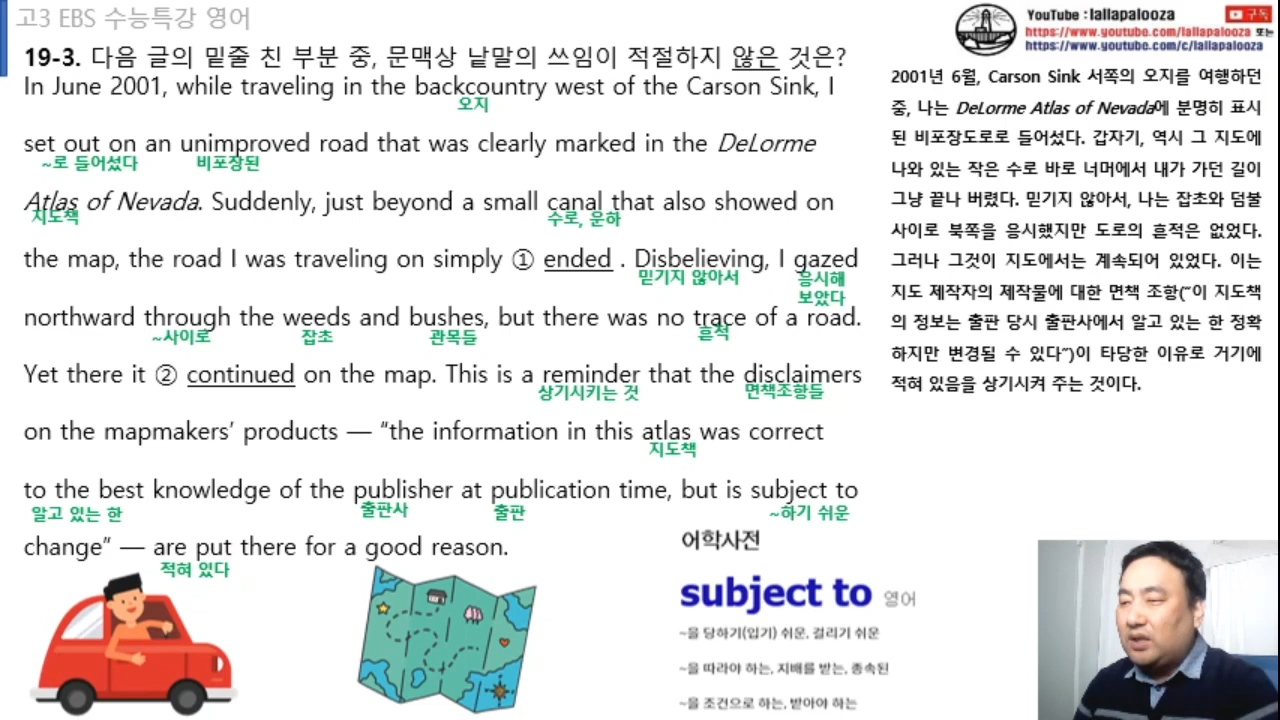 고3 EBS 수능특강 영어
19-3. 다음 글의 밑줄 친 부분 중, 문맥상 낱말의 쓰임이 적절하지 않은 것은?
In June 2001, while traveling in the backcountry west of the Carson Sink, I
오지
set out on an unimproved road that was clearly marked in the DeLorme
~로 들어섰다 비포장된
Atlas of Nevada. Suddenly, just beyond a small canal that also showed on
지도책 수로, 운하
the map, the road I was traveling on simply ① ended . Disbelieving, I gazed
믿기지 않아서 응시해
보았다
northward through the weeds and bushes, but there was no trace of a road.
~사이로 잡초 관목들 흔적
Yet there it ② continued on the map. This is a reminder that the disclaimers
상기시키는 것 면책조항들
on the mapmakers’ products — “the information in this atlas was correct
지도책
to the best knowledge of the publisher at publication time, but is subject to
알고 있는 한 출판사 출판 ~하기 쉬운
change” — are put there for a good reason.
적혀 있다
YouTube : lallapalooza 구독
https://www.youtube.com/lallapalooza 또는
https://www.youtube.com/c/lallapalooza
2001년 6월, Carson Sink 서쪽의 오지를 여행하던
중, 나는 DeLorme Atlas of Nevada에 분명히 표시
된 비포장도로로 들어섰다. 갑자기, 역시 그 지도에
나와 있는 작은 수로 바로 너머에서 내가 가던 길이
그냥 끝나 버렸다. 믿기지 않아서, 나는 잡초와 덤불
사이로 북쪽을 응시했지만 도로의 흔적은 없었다.
그러나 그것이 지도에서는 계속되어 있었다. 이는
지도 제작자의 제작물에 대한 면책 조항(“이 지도책
의 정보는 출판 당시 출판사에서 알고 있는 한 정확
하지만 변경될 수 있다”)이 타당한 이유로 거기에
적혀 있음을 상기시켜 주는 것이다.
어학사전
subject to 영어
~을 당하기(입기) 쉬운, 걸리기 쉬운
~을 따라야 하는, 지배를 받는, 종속된
~을 조건으로 하는, 받아야 하는